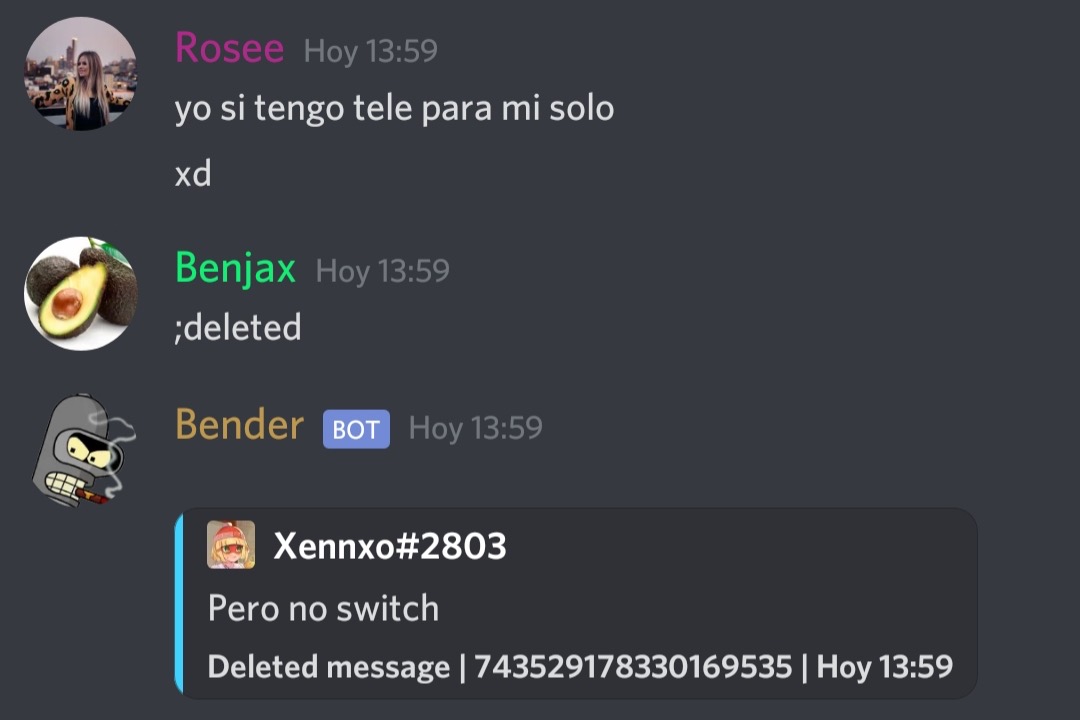 Rosee Hoy 13:59
yo si tengo tele para mi solo
xd
Benjax Hoy 13:59
;deleted
Bender BOT Hoy 13:59
Xennxo#2803
Pero no switch
Deleted message | 743529178330169535 | Hoy 13:59